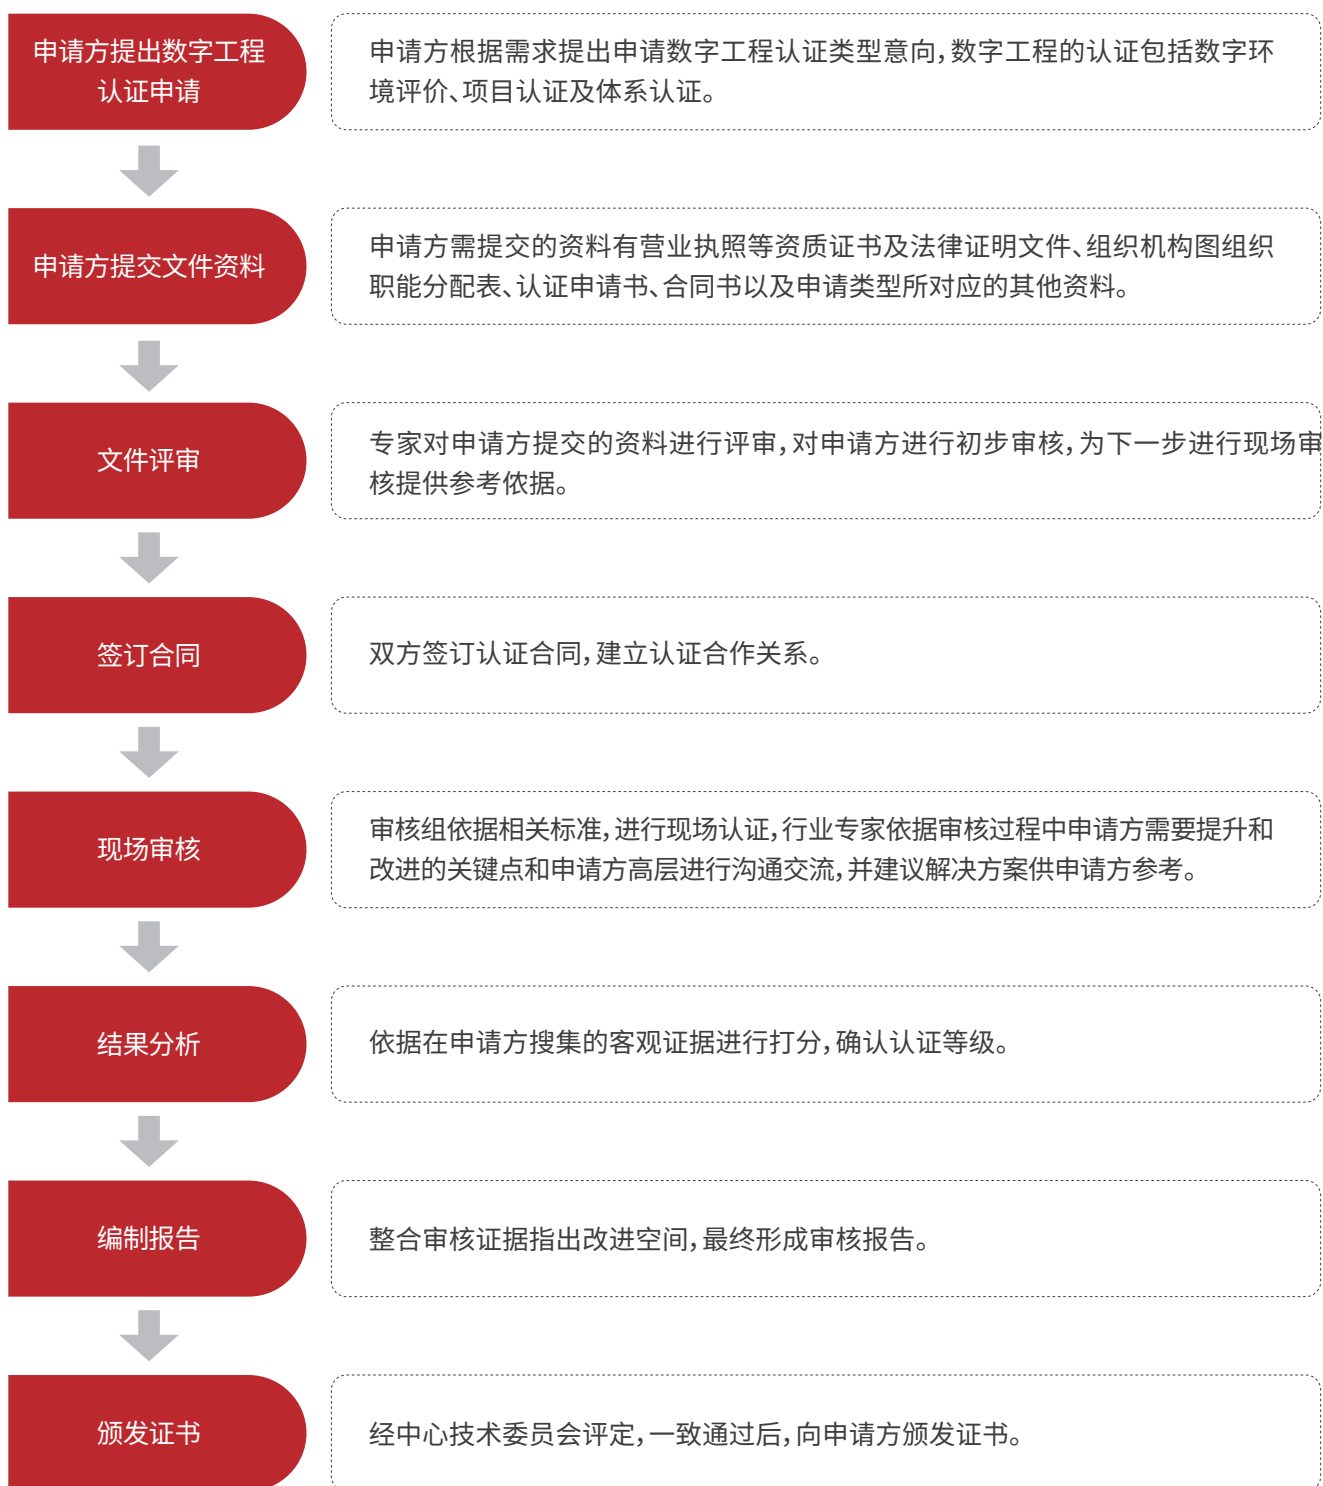 申请方提出数字工程
认证申请
申请方根据需求提出申请数字工程认证类型意向,数字工程的认证包括数字环
境评价、项目认证及体系认证。
申请方提交文件资料
申请方需提交的资料有营业执照等资质证书及法律证明文件、组织机构图组织
职能分配表、认证申请书、合同书以及申请类型所对应的其他资料。
文件评审
专家对申请方提交的资料进行评审,对申请方进行初步审核,为下一步进行现场审
核提供参考依据。
签订合同
双方签订认证合同,建立认证合作关系。
现场审核
审核组依据相关标准,进行现场认证,行业专家依据审核过程中申请方需要提升和
改进的关键点和申请方高层进行沟通交流,并建议解决方案供申请方参考。
结果分析
依据在申请方搜集的客观证据进行打分,确认认证等级。
编制报告
整合审核证据指出改进空间,最终形成审核报告。
颁发证书
经中心技术委员会评定,一致通过后,向申请方颁发证书。